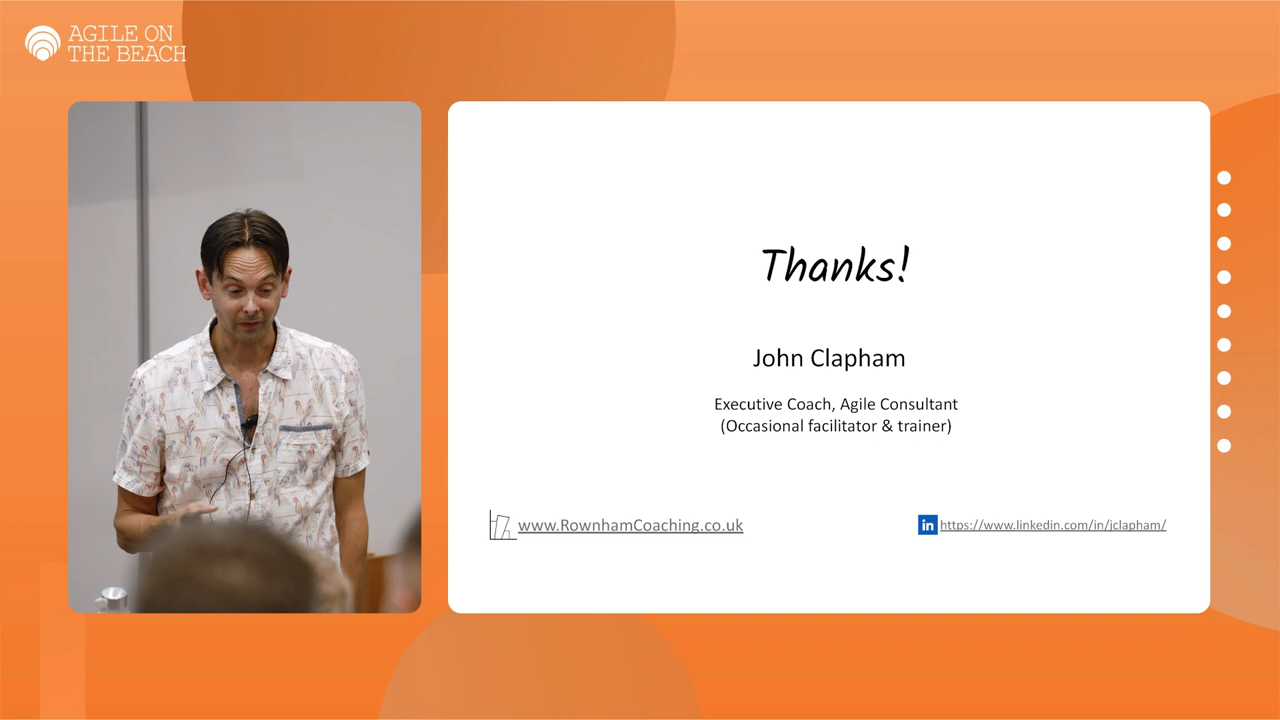 AGILE ON
THE BEACH
Thanks!
John Clapham
Executive Coach, Agile Consultant
(Occasional facilitator & trainer)
www.RownhamCoaching.co.uk
in https://www.linkedin.com/in/jclapham/